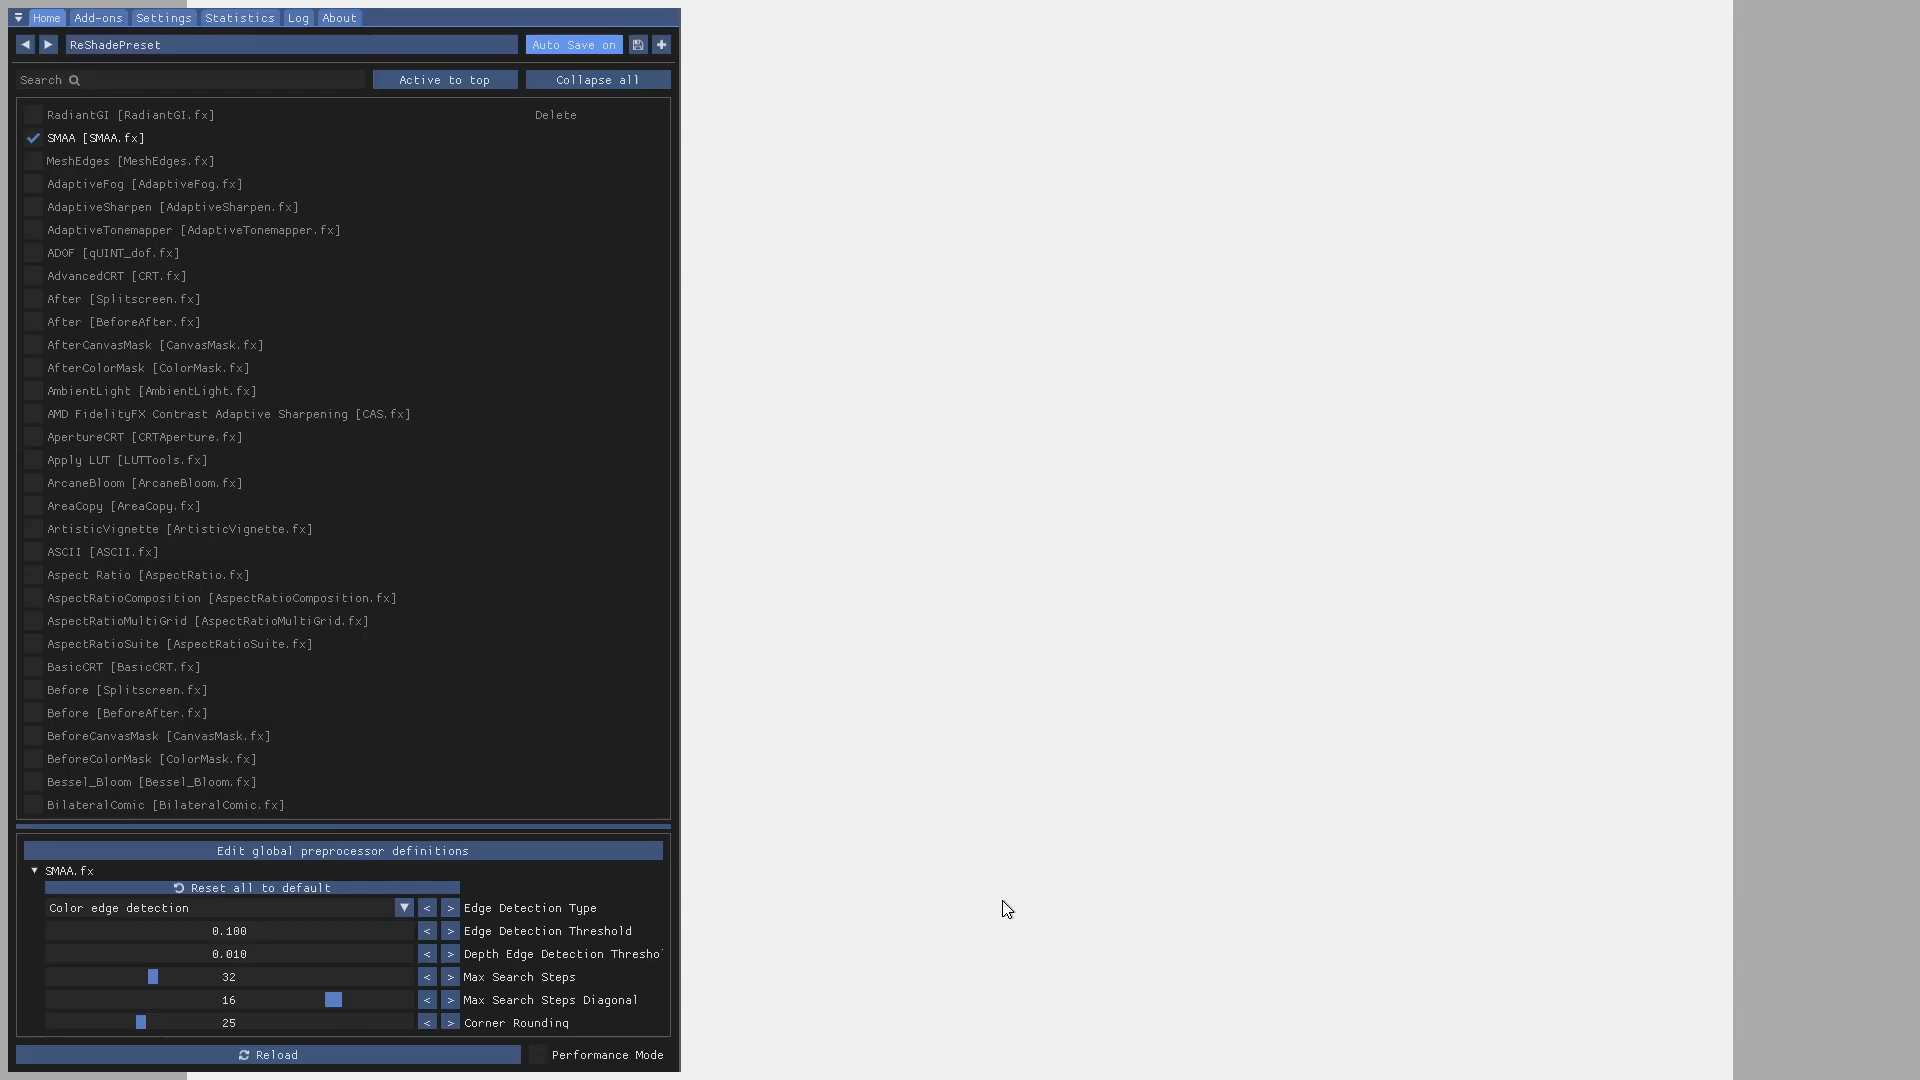 Home Add-ons Settings Statistics Log About
ReShadePreset Auto Save on
Search Active to top Collapse all
RadiantGI [RadiantGI.fx] Delete
SMAA [SMAA.fx]
MeshEdges [MeshEdges.fx]
AdaptiveFog [AdaptiveFog.fx]
AdaptiveSharpen [AdaptiveSharpen.fx]
AdaptiveTonemapper [AdaptiveTonemapper.fx]
ADOF [qUINT_dof.fx]
AdvancedCRT [CRT.fx]
After [Splitscreen.fx]
After [BeforeAfter.fx]
AfterCanvasMask [CanvasMask.fx]
AfterColorMask [ColorMask.fx]
AmbientLight [AmbientLight.fx]
AMD FidelityFX Contrast Adaptive Sharpening [CAS.fx]
ApertureCRT [CRTAperture.fx]
Apply LUT [LUTTools.fx]
ArcaneBloom [ArcaneBloom.fx]
AreaCopy [AreaCopy.fx]
ArtisticVignette [ArtisticVignette.fx]
ASCII [ASCII.fx]
Aspect Ratio [AspectRatio.fx]
AspectRatioComposition [AspectRatioComposition.fx]
AspectRatioMultiGrid [AspectRatioMultiGrid.fx]
AspectRatioSuite [AspectRatioSuite.fx]
BasicCRT [BasicCRT.fx]
Before [Splitscreen.fx]
Before [BeforeAfter.fx]
BeforeCanvasMask [CanvasMask.fx]
BeforeColorMask [ColorMask.fx]
Bessel_Bloom [Bessel_Bloom.fx]
BilateralComic [BilateralComic.fx]
Edit global preprocessor definitions
SMAA.fx
Reset all to default
Color edge detection < > Edge Detection Type
0.100 < > Edge Detection Threshold
0.010 < > Depth Edge Detection Threshol
32 < > Max Search Steps
16 < > Max Search Steps Diagonal
25 < > Corner Rounding
Reload Performance Mode